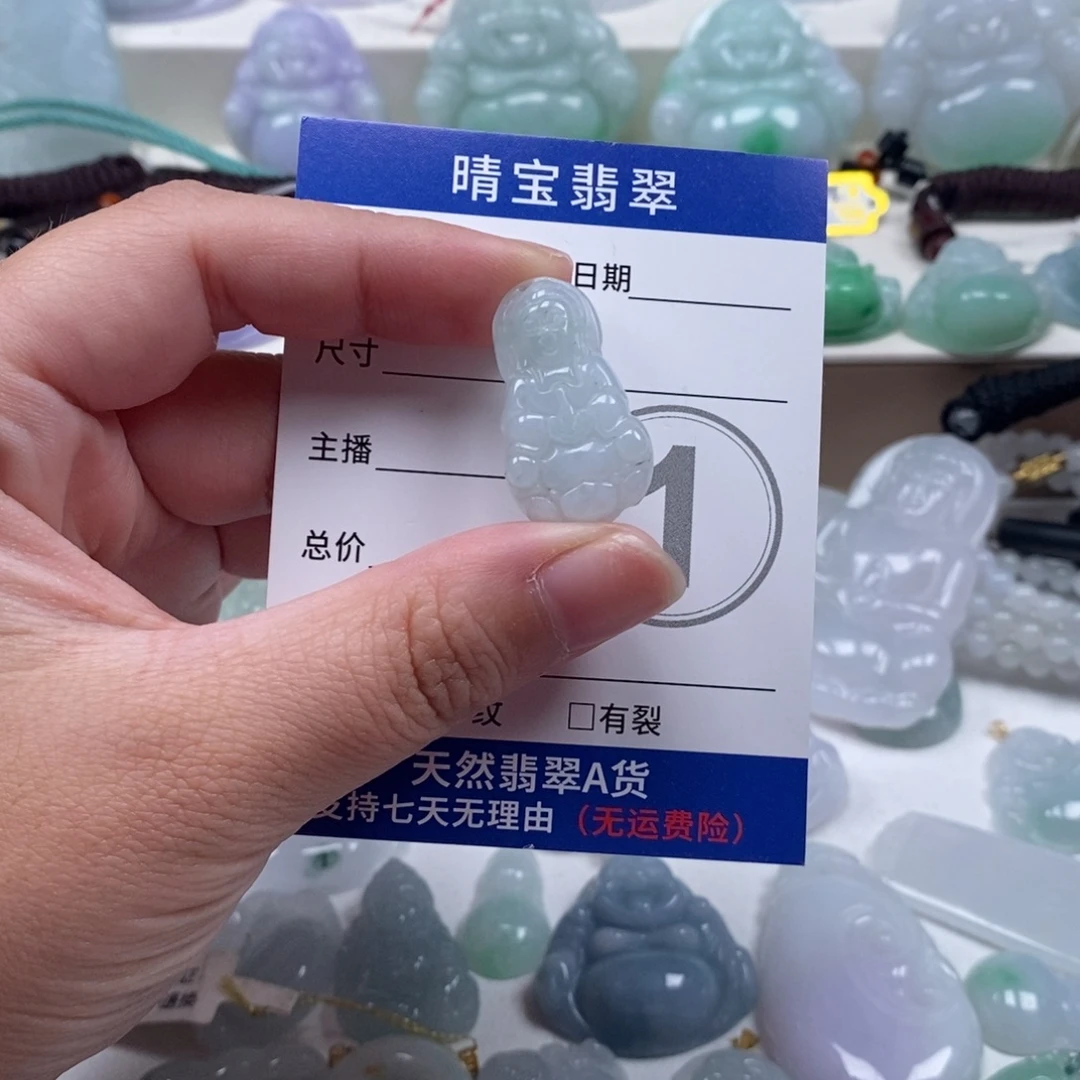 晴宝翡翠
日期
尺寸
主播
1
总价
纹 □有裂
天然翡翠A货
支持七天无理由（无运费险）